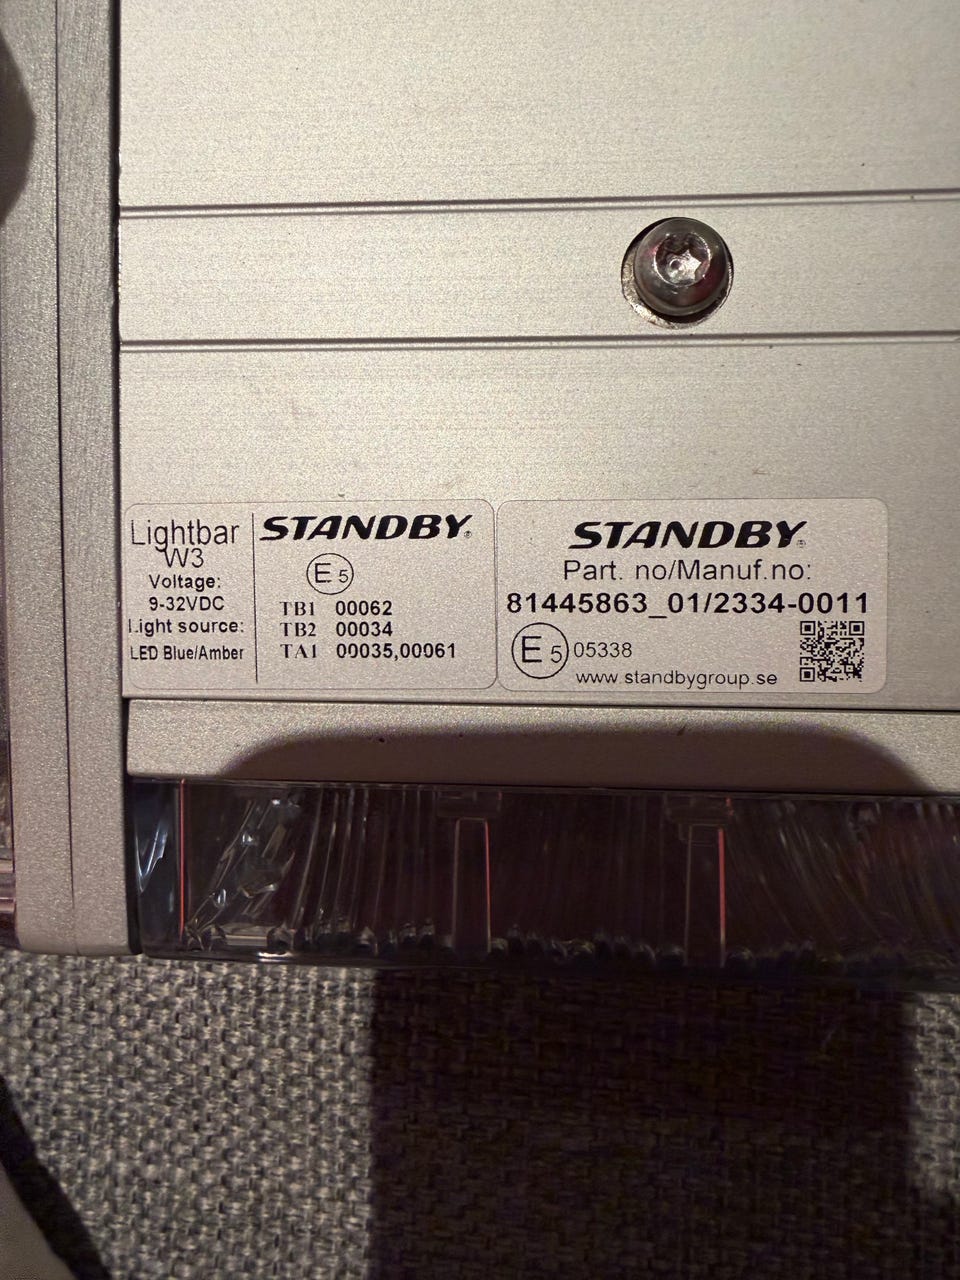 Lightbar
W3
Voltage:
9-32VDC
Light source:
LED Blue/Amber
STANDBY®
E5
TB1 00062
TB2 00034
TA1 00035,00061
STANDBY®
Part. no/Manuf.no:
81445863_01/2334-0011
E5 05338
www.standbygroup.se